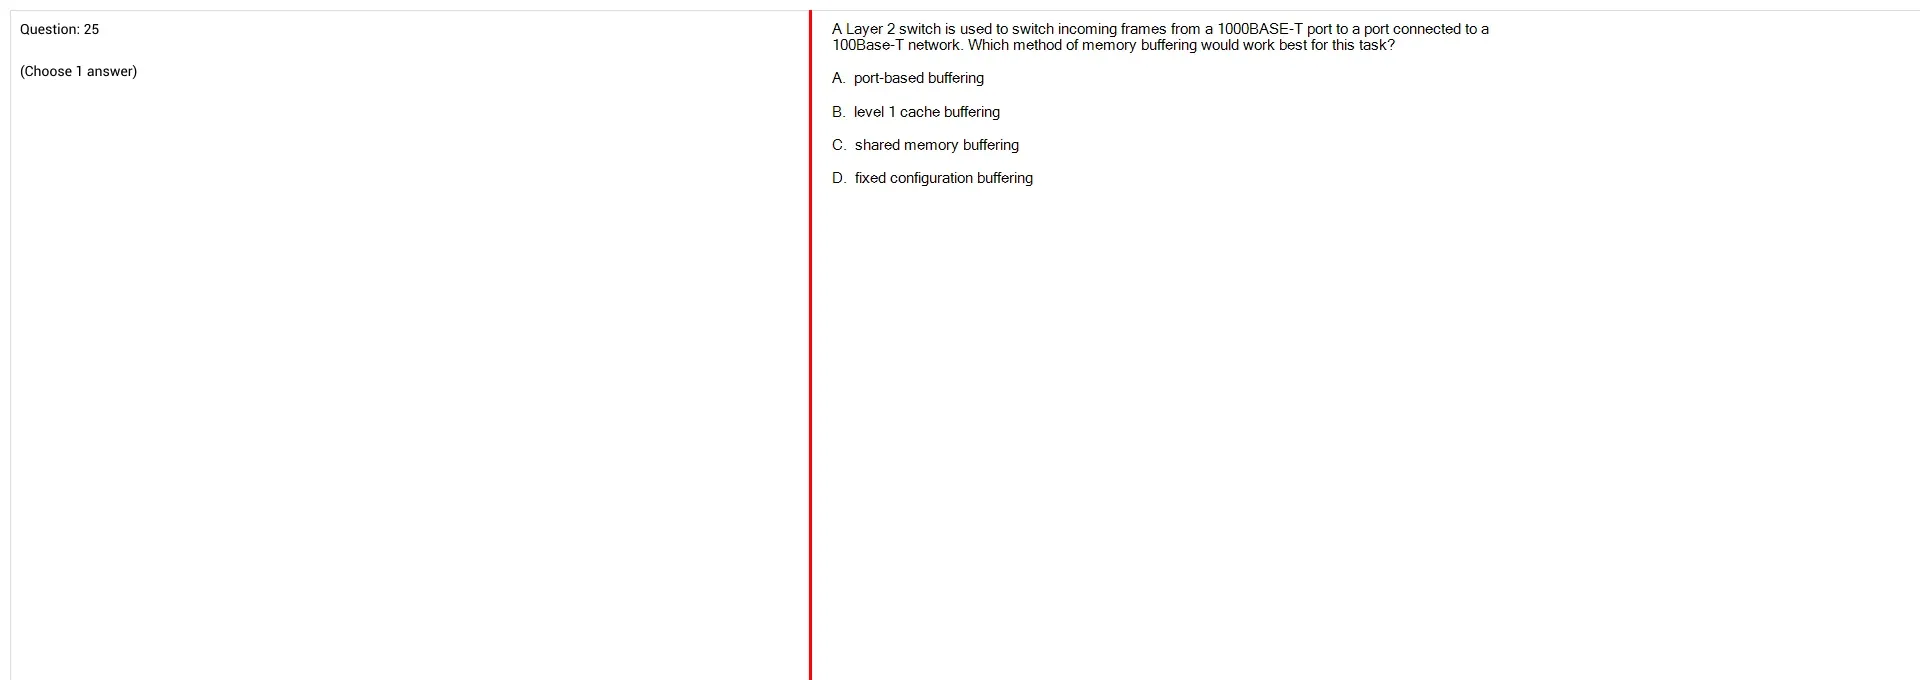 Question: 25
(Choose 1 answer)
A Layer 2 switch is used to switch incoming frames from a 1000BASE-T port to a port connected to a
100Base-T network. Which method of memory buffering would work best for this task?
A. port-based buffering
B. level 1 cache buffering
C. shared memory buffering
D. fixed configuration buffering